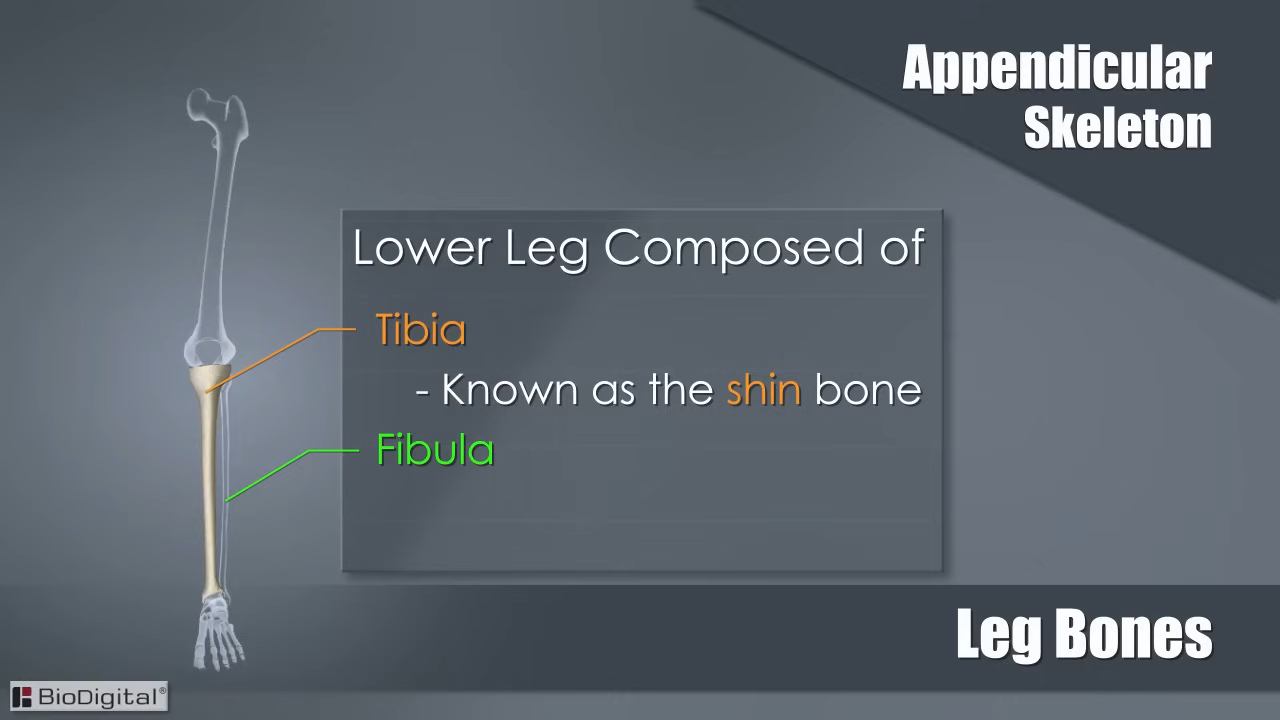 Appendicular
Skeleton
Lower Leg Composed of
Tibia
- Known as the shin bone
Fibula
Leg Bones
BioDigital®